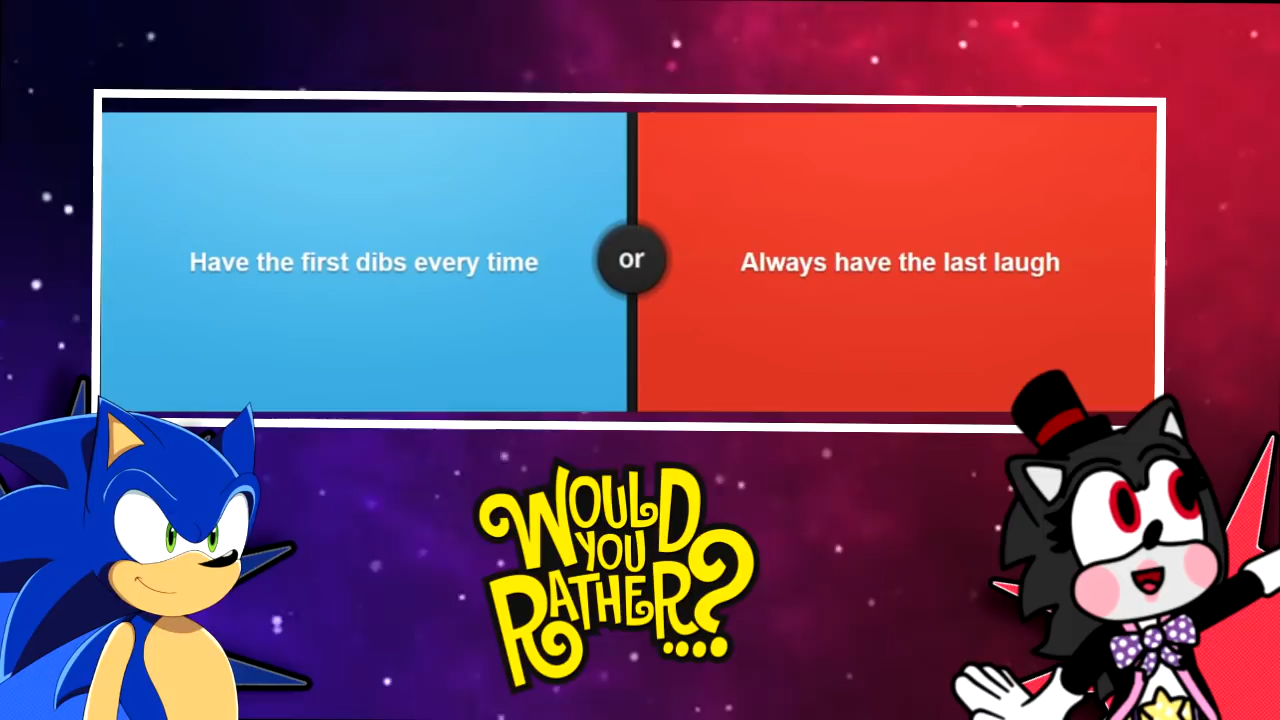 Have the first dibs every time
or
Always have the last laugh
WOULD
YOU
RATHER?....